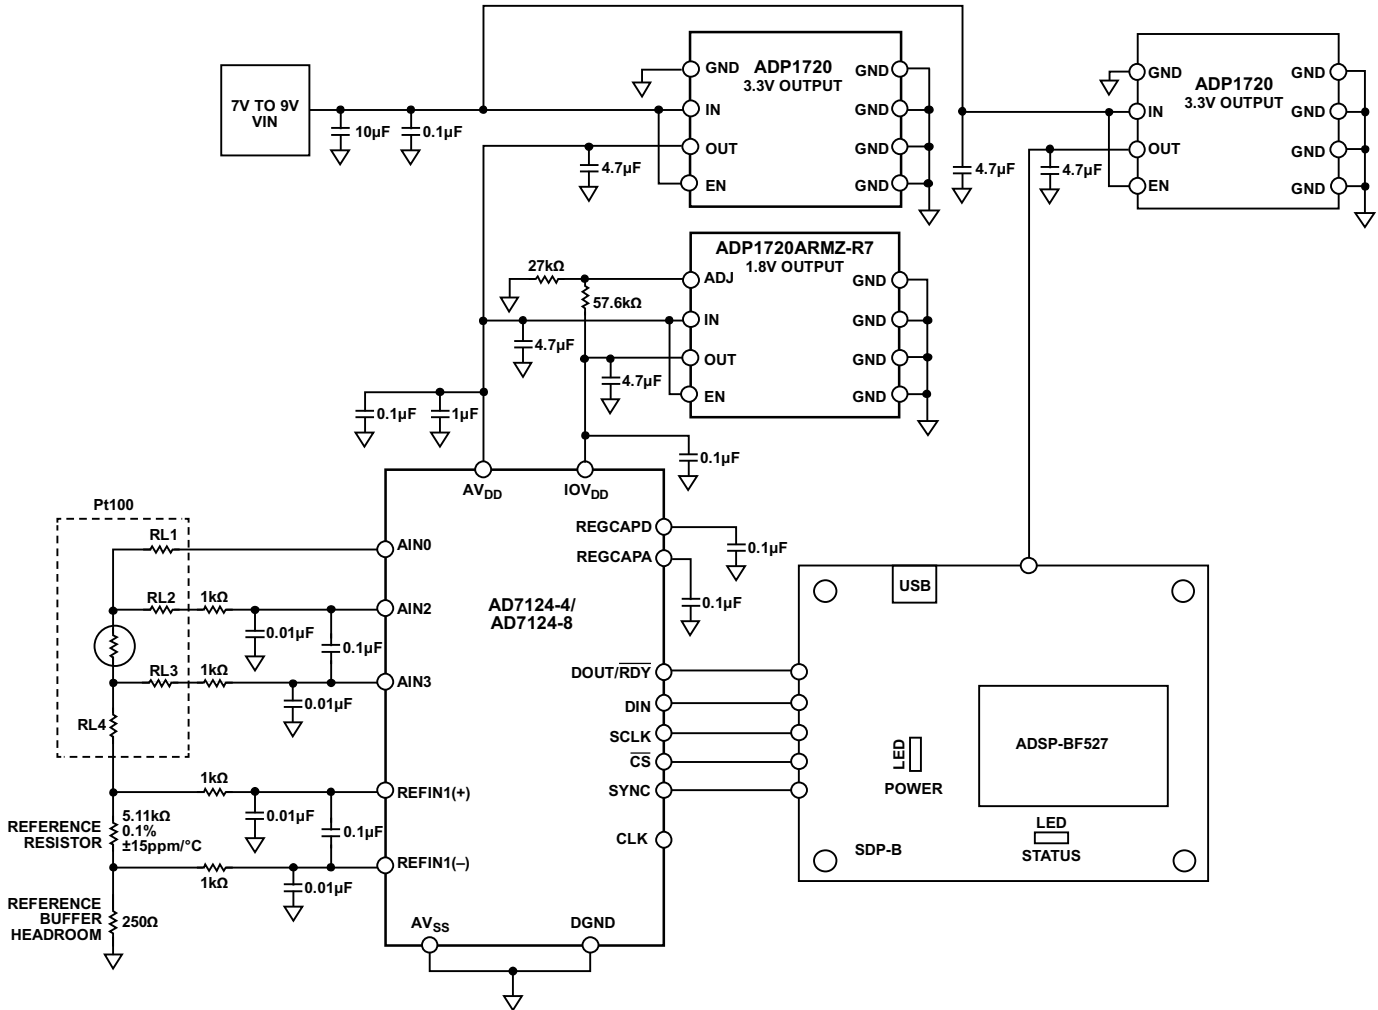 7V TO 9V
VIN
10µF
0.1µF
ADP1720
3.3V OUTPUT
GND
IN
OUT
EN
GND
GND
GND
GND
4.7µF
4.7µF
ADP1720
3.3V OUTPUT
GND
IN
OUT
EN
GND
GND
GND
GND
4.7µF
ADP1720ARMZ-R7
1.8V OUTPUT
ADJ
IN
OUT
EN
GND
GND
GND
GND
27kΩ
57.6kΩ
4.7µF
4.7µF
0.1µF
1µF
0.1µF
AVDD
IOVDD
Pt100
RL1
RL2
RL3
RL4
1kΩ
0.01µF
0.1µF
1kΩ
0.01µF
AIN0
AIN2
AIN3
AD7124-4/
AD7124-8
REGCAPD
REGCAPA
0.1µF
0.1µF
DOUT/RDY
DIN
SCLK
CS
SYNC
CLK
1kΩ
0.01µF
0.1µF
REFIN1(+)
REFERENCE
RESISTOR
5.11kΩ
0.1%
±15ppm/°C
1kΩ
0.01µF
REFIN1(–)
REFERENCE
BUFFER
HEADROOM
250Ω
AVSS
DGND
USB
ADSP-BF527
LED
POWER
LED
STATUS
SDP-B